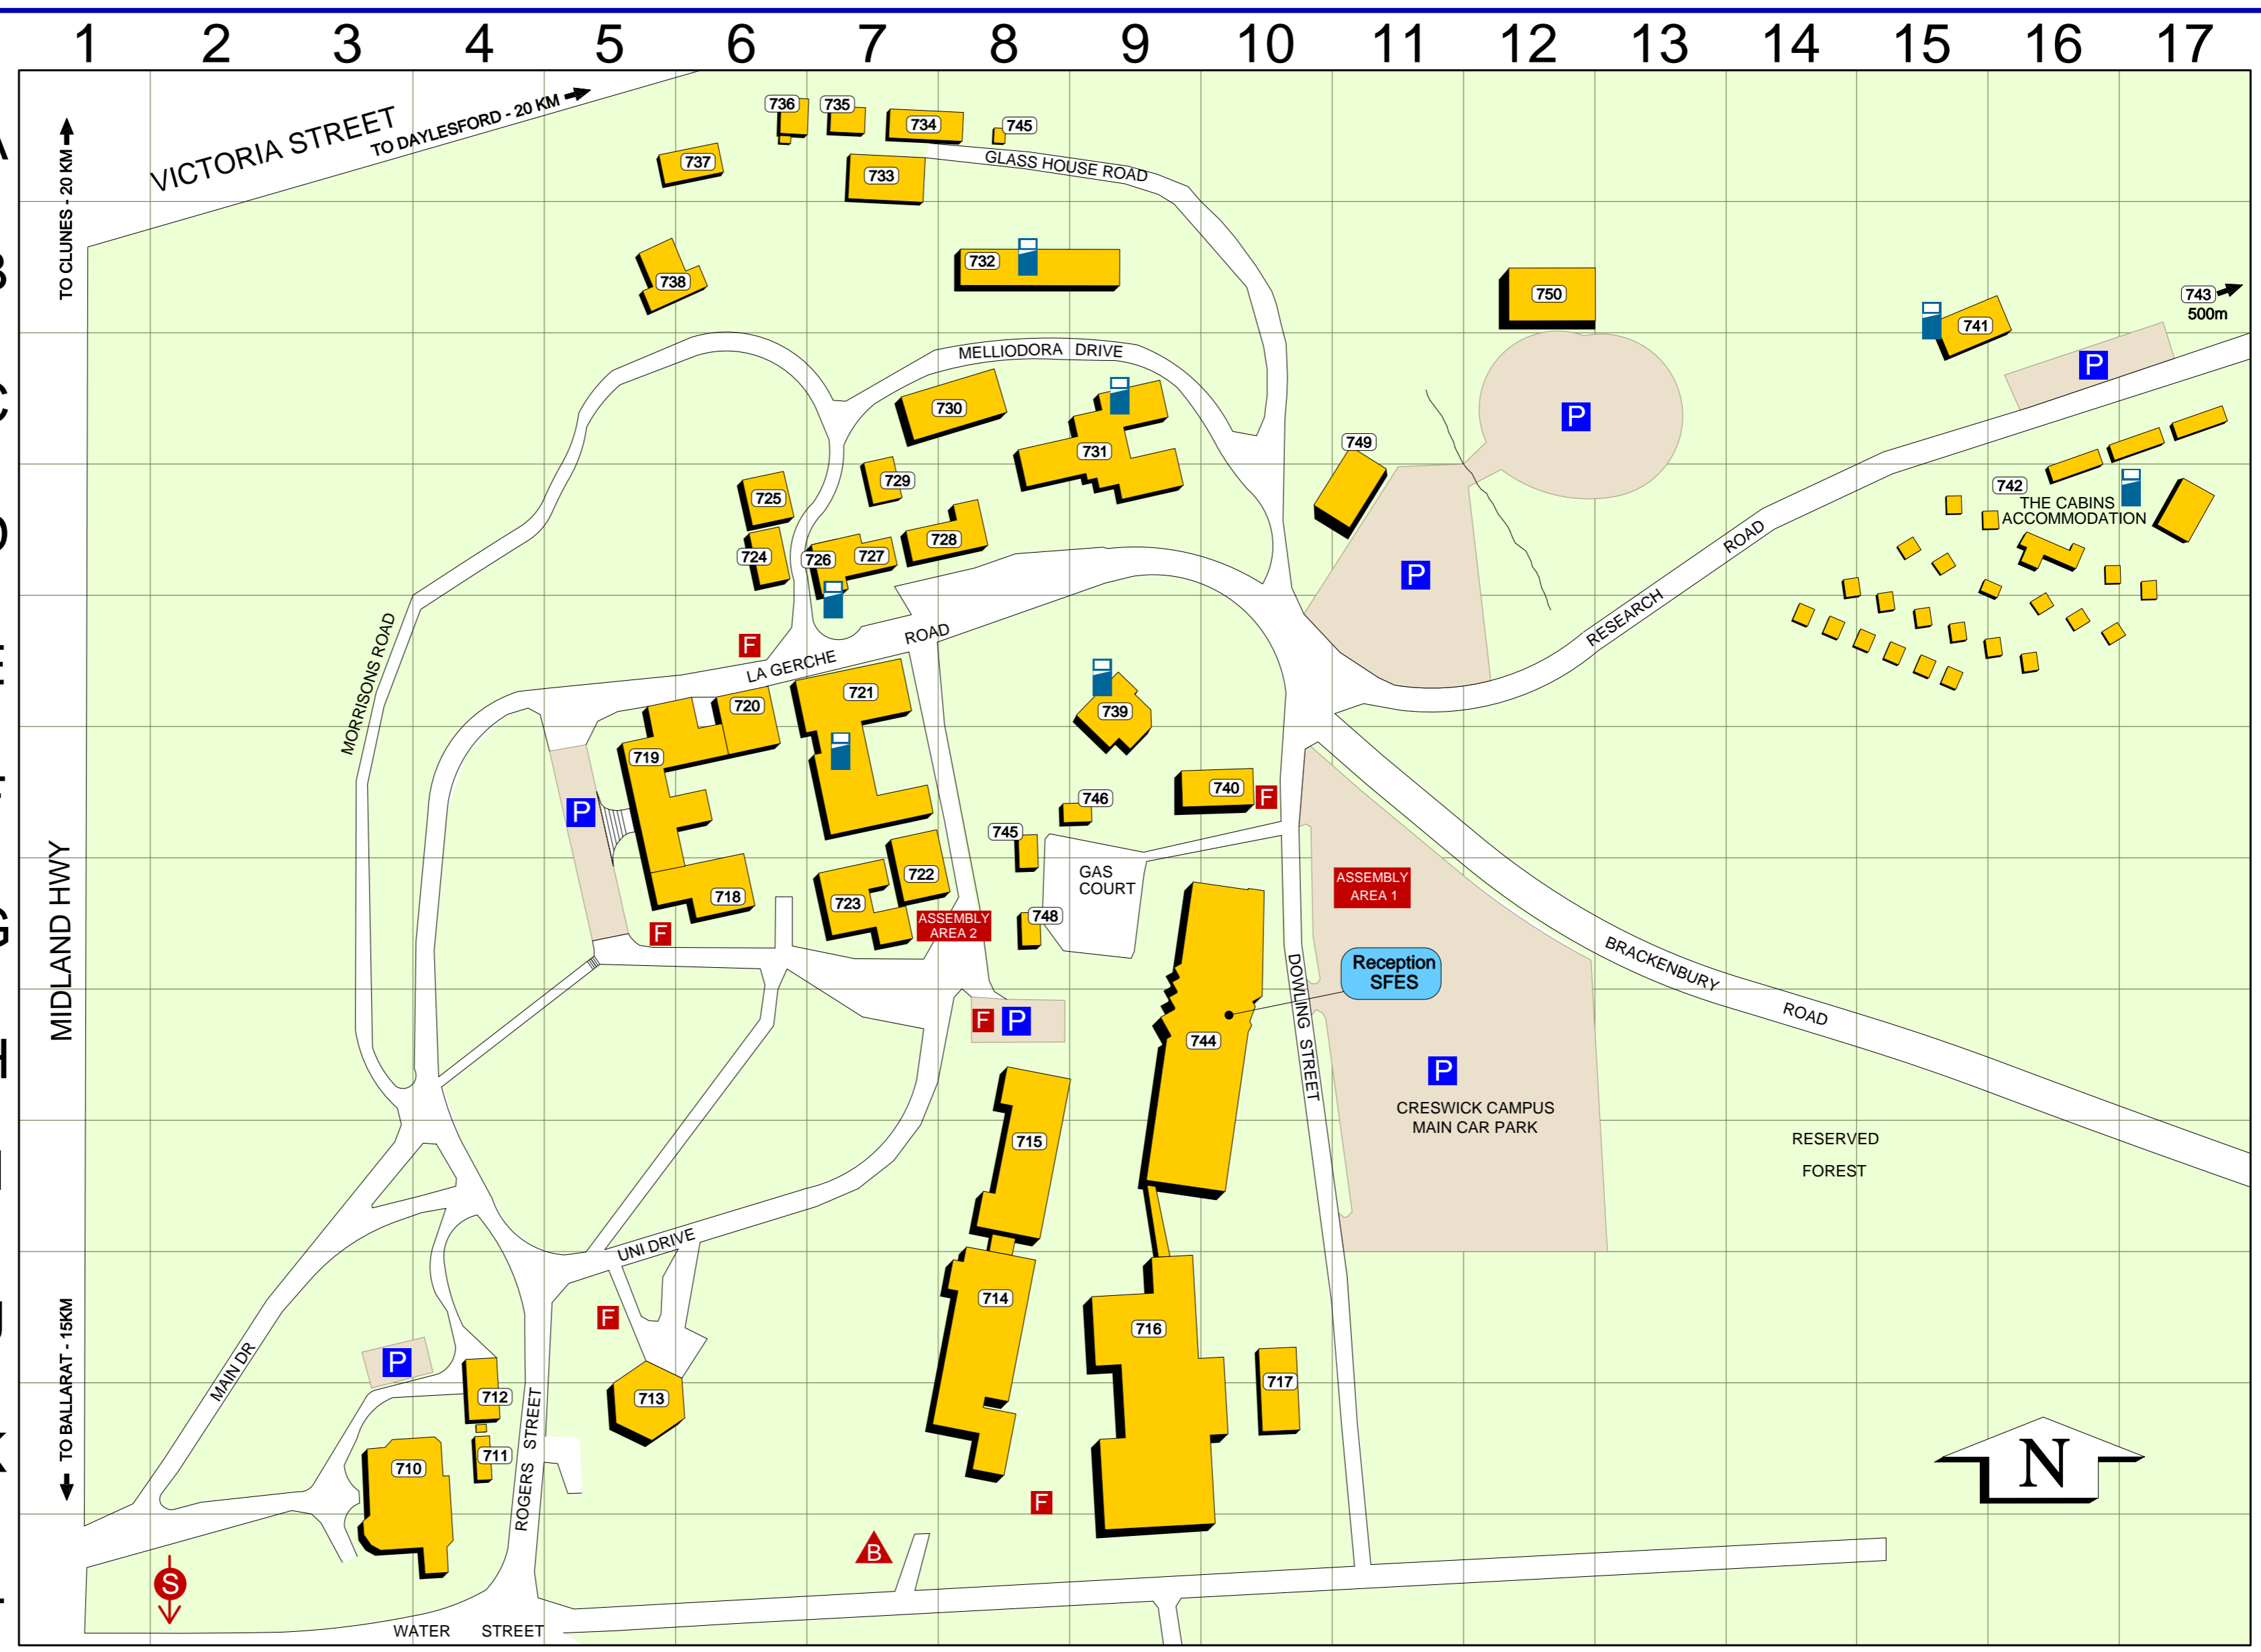 1 2 3 4 5 6 7 8 9 10 11 12 13 14 15 16 17
A
B
C
D
E
F
G
H
I
J
K
L
VICTORIA STREET
TO DAYLESFORD - 20 KM
TO CLUNES - 20 KM
736
735
734
745
737
733
GLASS HOUSE ROAD
738
732
750
741
743
500m
MELLIODORA DRIVE
P
P
730
731
749
729
725
742
THE CABINS
ACCOMMODATION
724
726
727
728
P
ROAD
RESEARCH
MORRISONS ROAD
F
LA GERCHE
ROAD
721
720
739
719
P
746
740
F
745
GAS
COURT
722
718
723
F
ASSEMBLY
AREA 2
748
ASSEMBLY
AREA 1
MIDLAND HWY
Reception
SFES
BRACKENBURY
ROAD
DOWLING STREET
F
P
744
P
CRESWICK CAMPUS
MAIN CAR PARK
715
RESERVED
FOREST
UNI DRIVE
F
714
716
TO BALLARAT - 15KM
MAIN DR
P
712
713
717
711
710
ROGERS STREET
F
N
B
S
WATER STREET